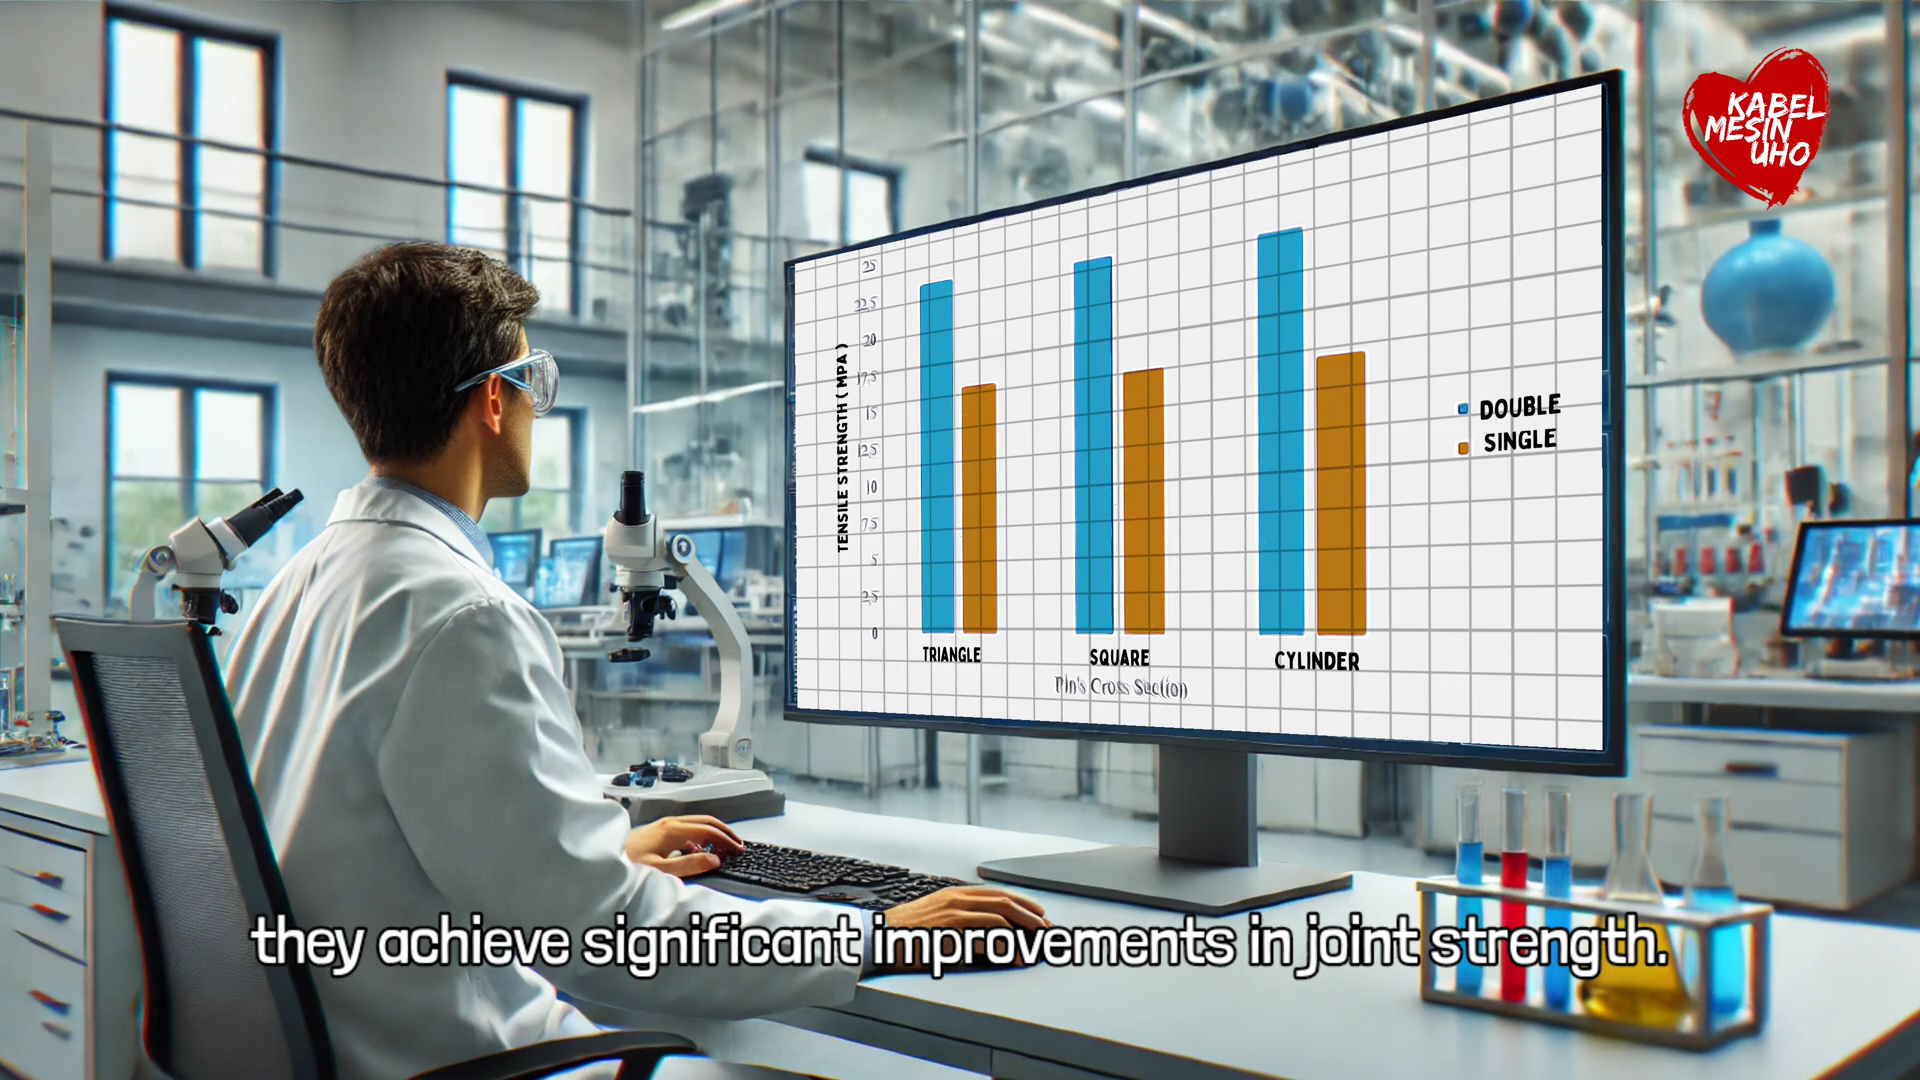 KABEL
MESIN
UHO
25
22.5
20
17.5
15
12.5
10
7.5
5
2.5
0
TENSILE STRENGTH ( MPA )
DOUBLE
SINGLE
TRIANGLE
SQUARE
CYLINDER
Pin's Cross Section
they achieve significant improvements in joint strength.